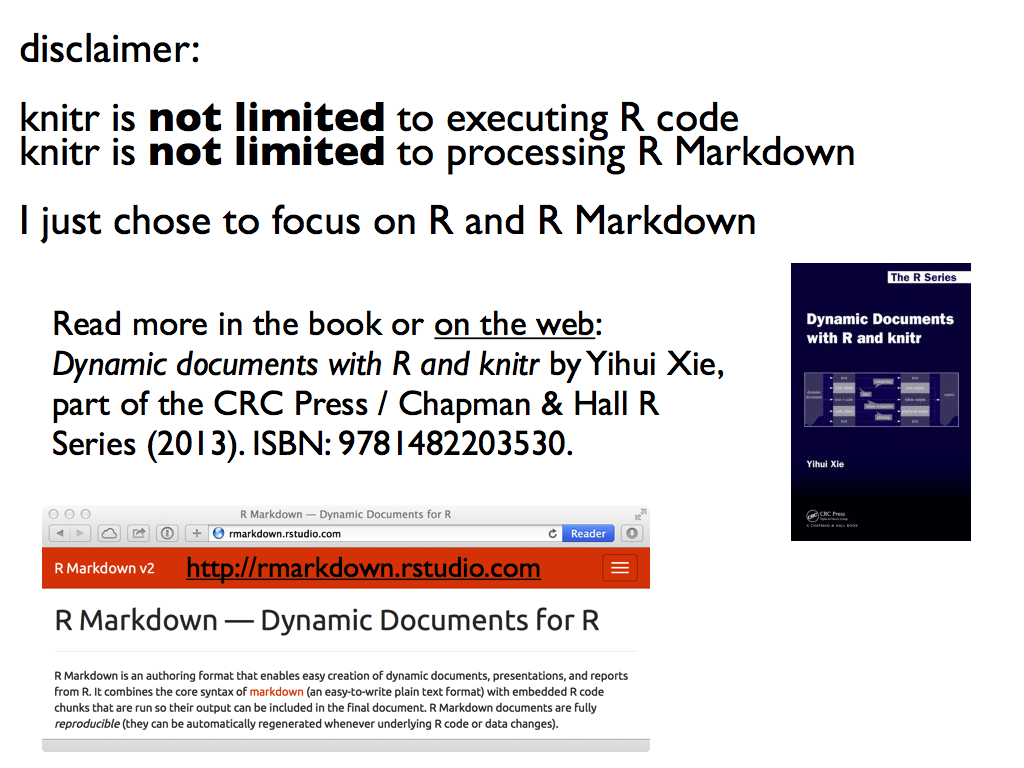 disclaimer:
knitr is not limited to executing R code
knitr is not limited to processing R Markdown
I just chose to focus on R and R Markdown
Read more in the book or on the web:
Dynamic documents with R and knitr by Yihui Xie,
part of the CRC Press / Chapman & Hall R
Series (2013). ISBN: 9781482203530.
The R Series
Dynamic Documents
with R and knitr
Yihui Xie
CRC Press
A CHAPMAN & HALL BOOK
R Markdown — Dynamic Documents for R
rmarkdown.rstudio.com
Reader
R Markdown v2
http://rmarkdown.rstudio.com
R Markdown — Dynamic Documents for R
R Markdown is an authoring format that enables easy creation of dynamic documents, presentations, and reports
from R. It combines the core syntax of markdown (an easy-to-write plain text format) with embedded R code
chunks that are run so their output can be included in the final document. R Markdown documents are fully
reproducible (they can be automatically regenerated whenever underlying R code or data changes).